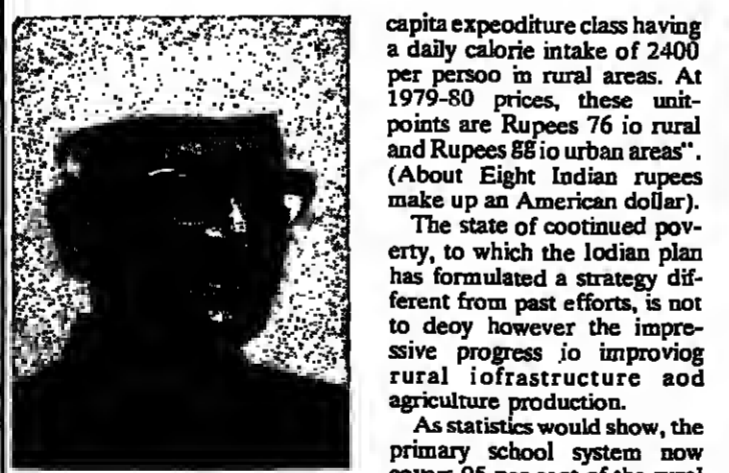 capita expeoditure class having
a daily calorie intake of 2400
per persoo in rural areas. At
1979-80 prices, these unit-
points are Rupees 76 io rural
and Rupees 88 io urban areas".
(About Eight Indian rupees
make up an American dollar).
The state of cootinued pov-
erty, to which the Iodian plan
has formulated a strategy dif-
ferent from past efforts, is not
to deoy however the impre-
ssive progress io improviog
rural iofrastructure aod
agriculture production.
As statistics would show, the
primary school system now